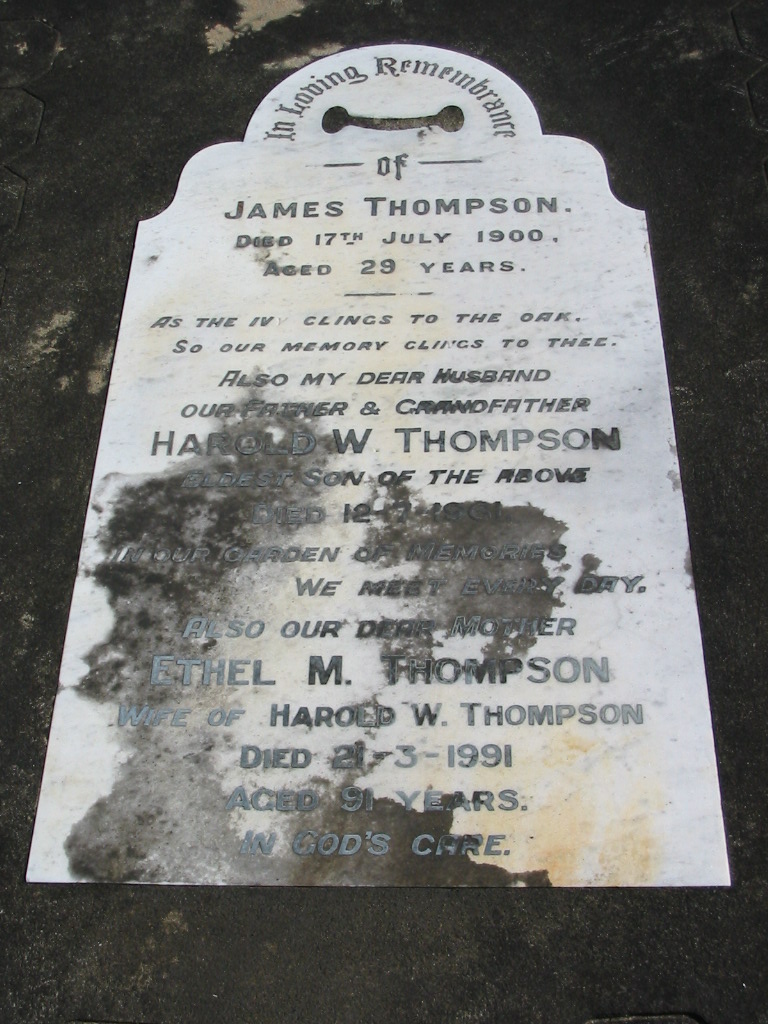 In Loving Remembrance
OF
JAMES THOMPSON.
DIED 17TH JULY 1900,
AGED 29 YEARS.
AS THE IVY CLINGS TO THE OAK,
SO OUR MEMORY CLINGS TO THEE.
ALSO MY DEAR HUSBAND
OUR FATHER & GRANDFATHER
HAROLD W. THOMPSON
ELDEST SON OF THE ABOVE
DIED 12-7-1961
IN OUR GARDEN OF MEMORIES
WE MEET EVERY DAY.
ALSO OUR DEAR MOTHER
ETHEL M. THOMPSON
WIFE OF HAROLD W. THOMPSON
DIED 21-3-1991
AGED 91 YEARS.
IN GOD'S CARE.